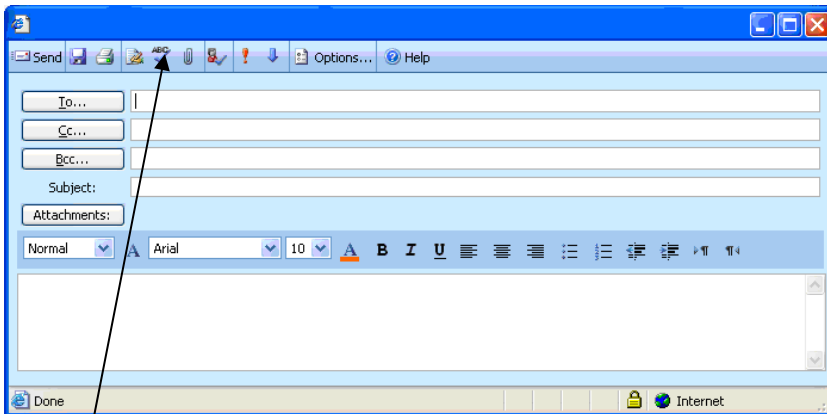 Send ABC Options... Help
To...
Cc...
Bcc...
Subject:
Attachments:
Normal A Arial 10 A B I U
Done Internet